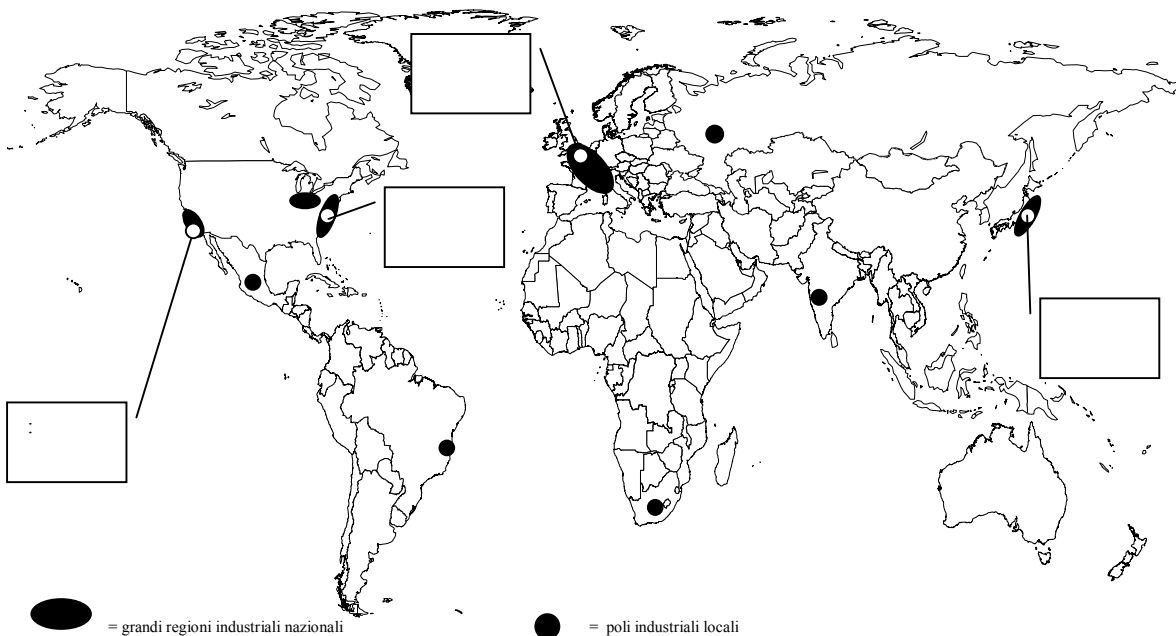 = grandi regioni industriali nazionali
= poli industriali locali